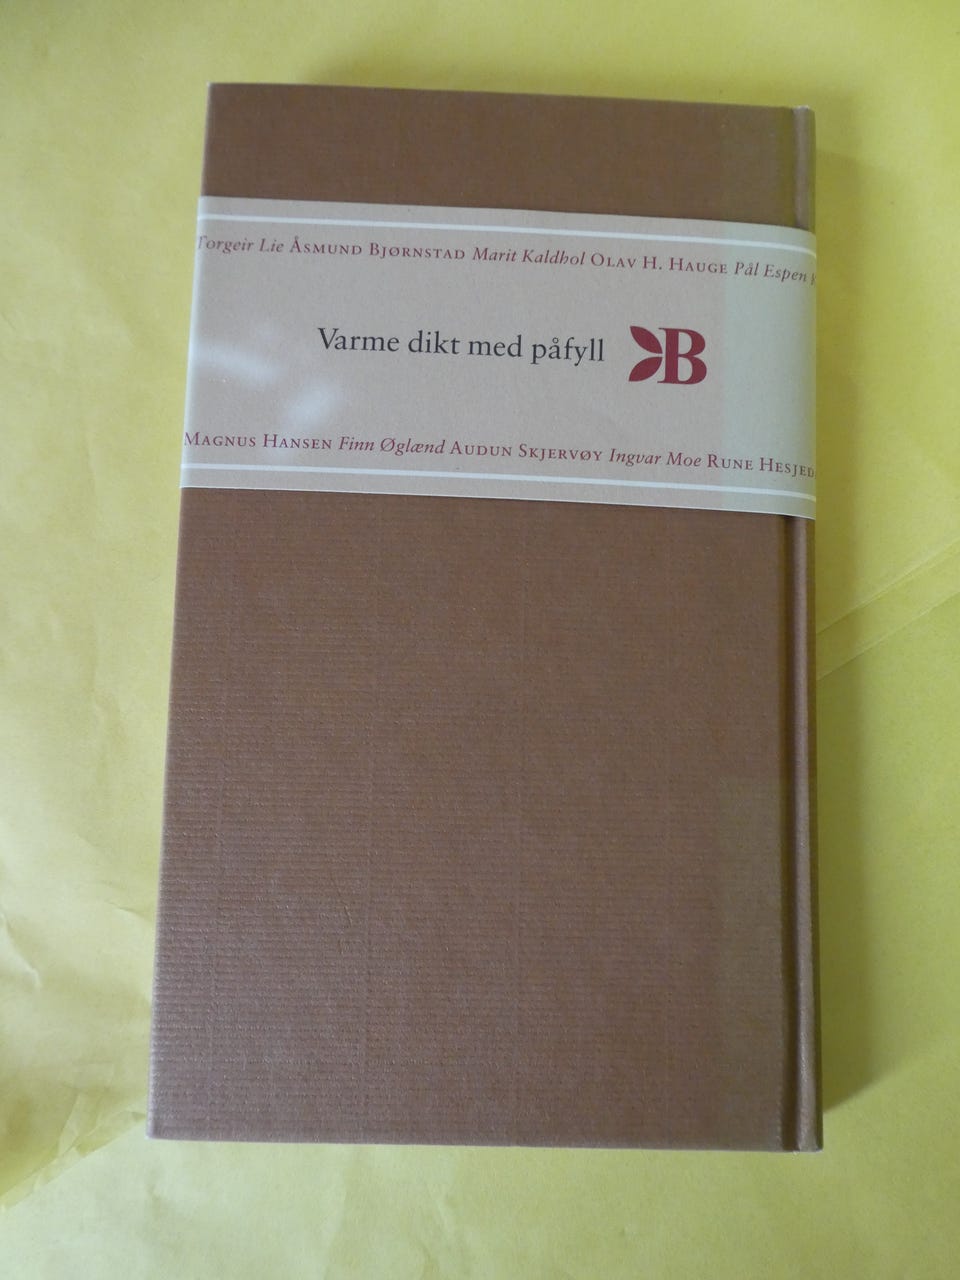 Torgeir Lie ÅSMUND BJØRNSTAD Marit Kaldhol OLAV H. HAUGE Pål Espen
Varme dikt med påfyll B
MAGNUS HANSEN Finn Øglænd AUDUN SKJERVØY Ingvar Moe RUNE